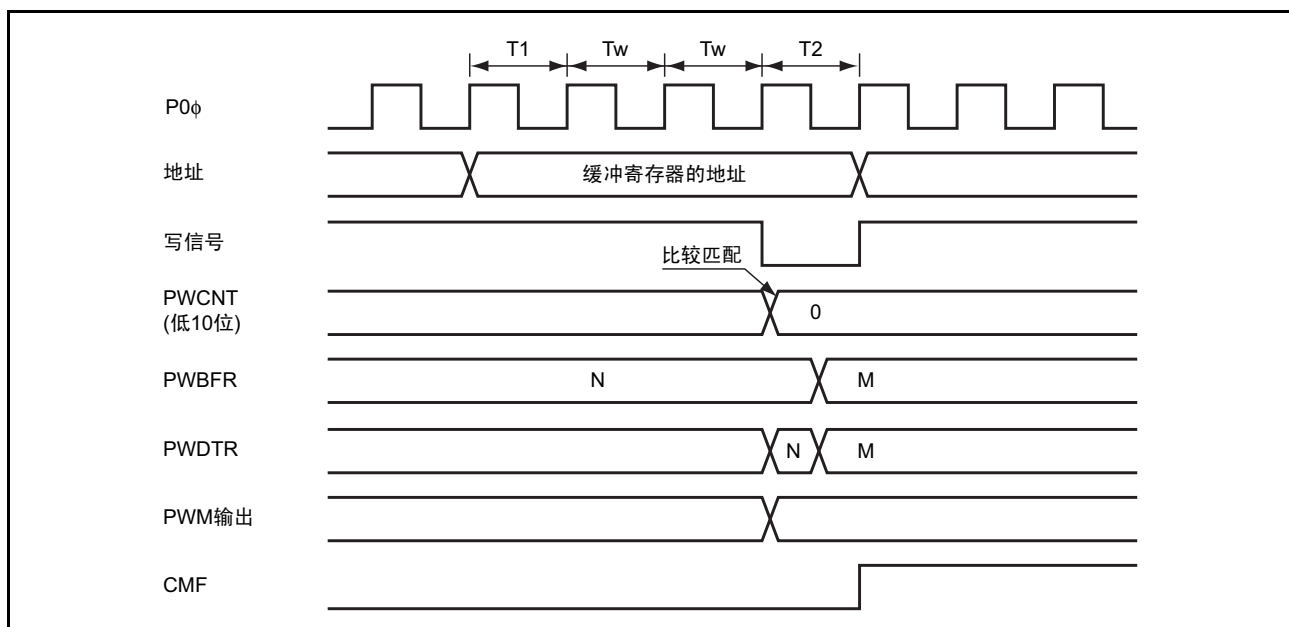 T1 Tw Tw T2
P0ϕ
地址 缓冲寄存器的地址
写信号
比较匹配
PWCNT
(低10位) 0
PWBFR N M
PWDTR N M
PWM输出
CMF